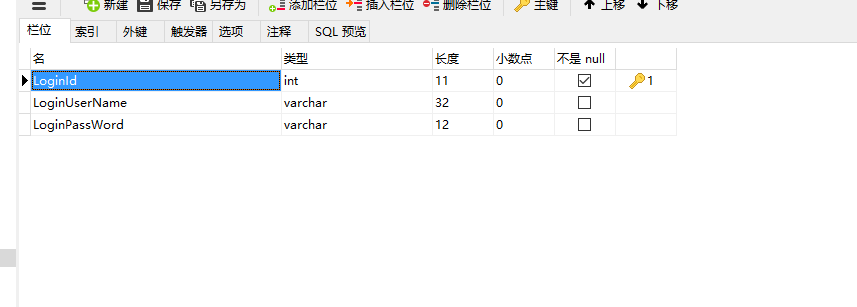 新建 保存 另存为 添加栏位 插入栏位 删除栏位 主键 上移 下移
栏位 索引 外键 触发器 选项 注释 SQL 预览
名 类型 长度 小数点 不是 null
LoginId int 11 0 1
LoginUserName varchar 32 0
LoginPassWord varchar 12 0